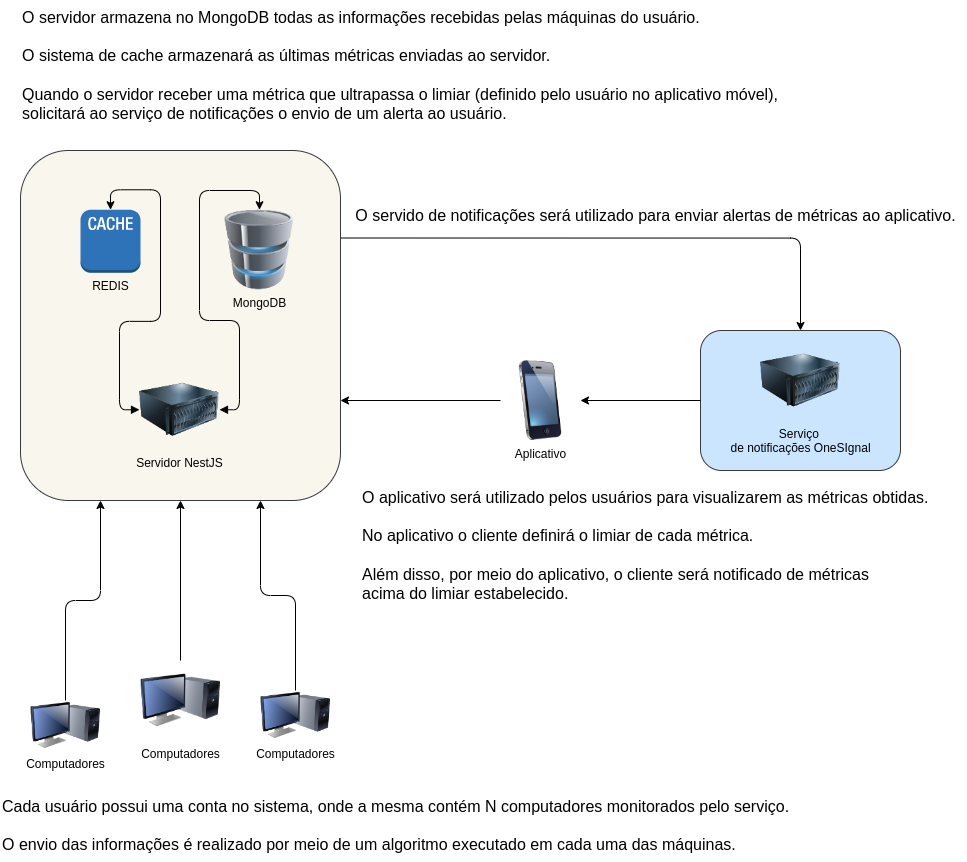 O servidor armazena no MongoDB todas as informações recebidas pelas máquinas do usuário.
O sistema de cache armazenará as últimas métricas enviadas ao servidor.
Quando o servidor receber uma métrica que ultrapassa o limiar (definido pelo usuário no aplicativo móvel),
solicitará ao serviço de notificações o envio de um alerta ao usuário.
CACHE
REDIS
MongoDB
Servidor NestJS
O servido de notificações será utilizado para enviar alertas de métricas ao aplicativo.
Aplicativo
Serviço
de notificações OneSIgnal
O aplicativo será utilizado pelos usuários para visualizarem as métricas obtidas.
No aplicativo o cliente definirá o limiar de cada métrica.
Além disso, por meio do aplicativo, o cliente será notificado de métricas
acima do limiar estabelecido.
Computadores
Computadores
Computadores
Cada usuário possui uma conta no sistema, onde a mesma contém N computadores monitorados pelo serviço.
O envio das informações é realizado por meio de um algoritmo executado em cada uma das máquinas.